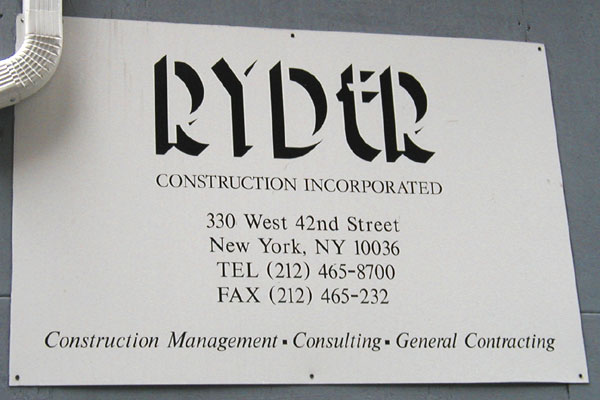 RYDER
CONSTRUCTION INCORPORATED
330 West 42nd Street
New York, NY 10036
TEL (212) 465-8700
FAX (212) 465-232
Construction Management ▪ Consulting ▪ General Contracting